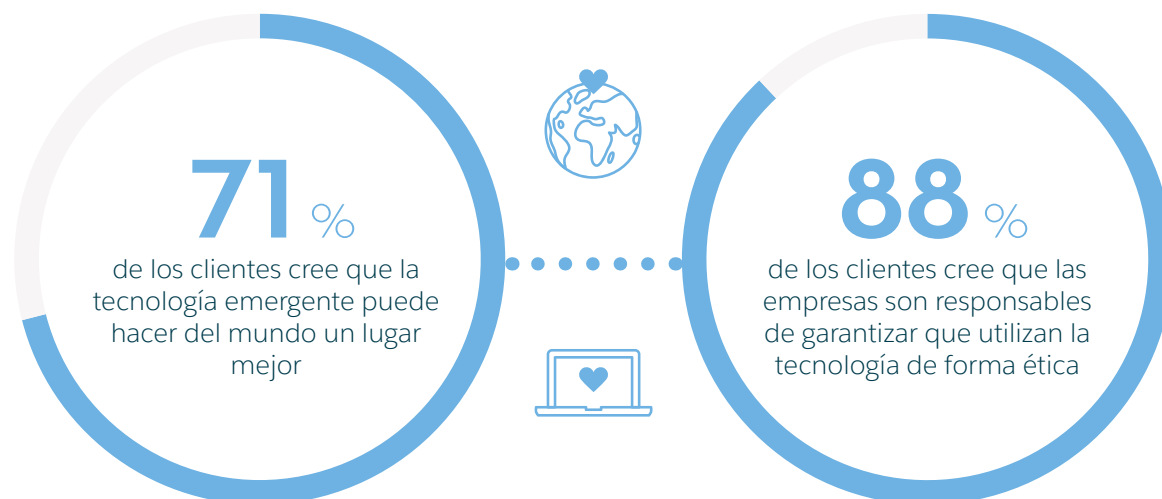 71 %
de los clientes cree que la
tecnología emergente puede
hacer del mundo un lugar
mejor
88 %
de los clientes cree que las
empresas son responsables
de garantizar que utilizan la
tecnología de forma ética